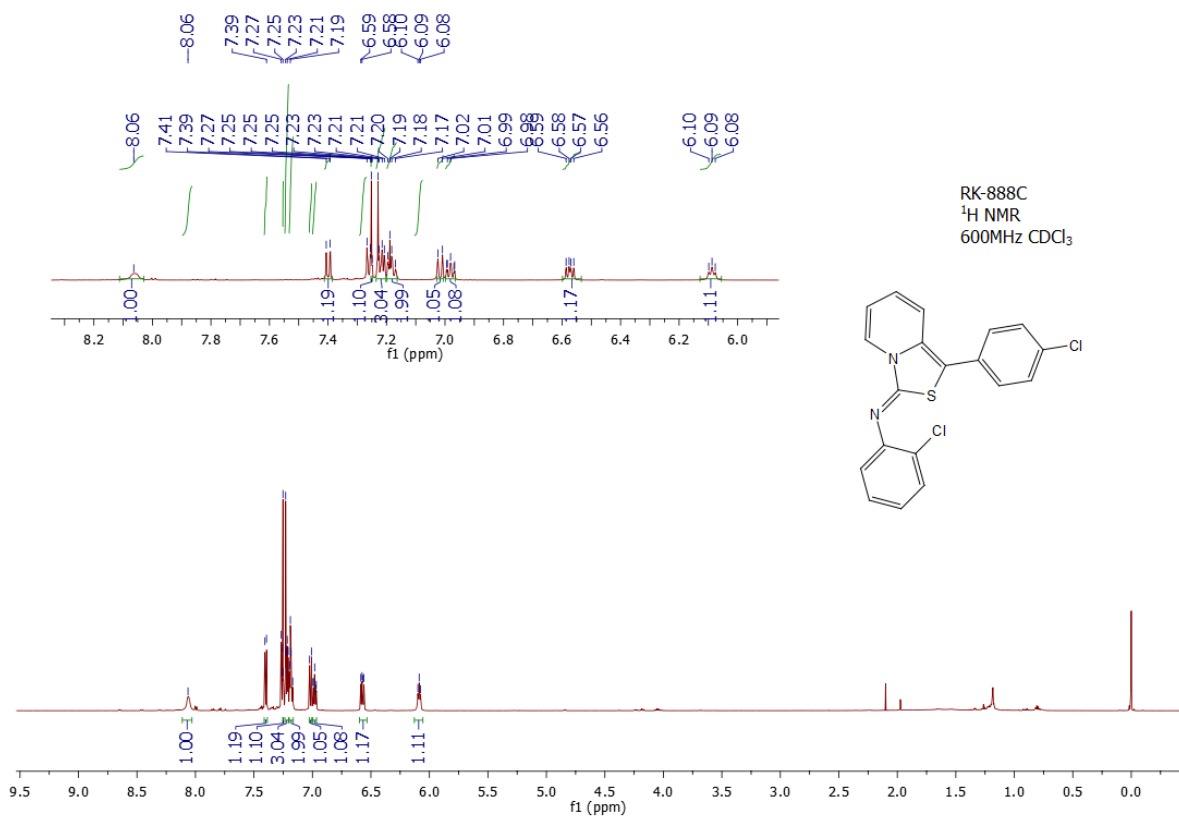 8.06 7.39 7.27 7.25 7.23 7.21 7.19 6.59 6.58 6.10 6.09 6.08
8.06 7.41 7.39 7.27 7.25 7.25 7.25 7.23 7.23 7.21 7.21 7.20 7.19 7.18 7.17 7.02 7.01 6.99 6.98 6.59 6.58 6.57 6.56 6.10 6.09 6.08
RK-888C
1H NMR
600MHz CDCl3
1.00 1.19 1.10 3.04 1.99 1.05 1.08 1.17 1.11
8.2 8.0 7.8 7.6 7.4 7.2 7.0 6.8 6.6 6.4 6.2 6.0
f1 (ppm)
Cl
N
S
N
Cl
1.00 1.19 1.10 3.04 1.99 1.05 1.08 1.17 1.11
9.5 9.0 8.5 8.0 7.5 7.0 6.5 6.0 5.5 5.0 4.5 4.0 3.5 3.0 2.5 2.0 1.5 1.0 0.5 0.0
f1 (ppm)